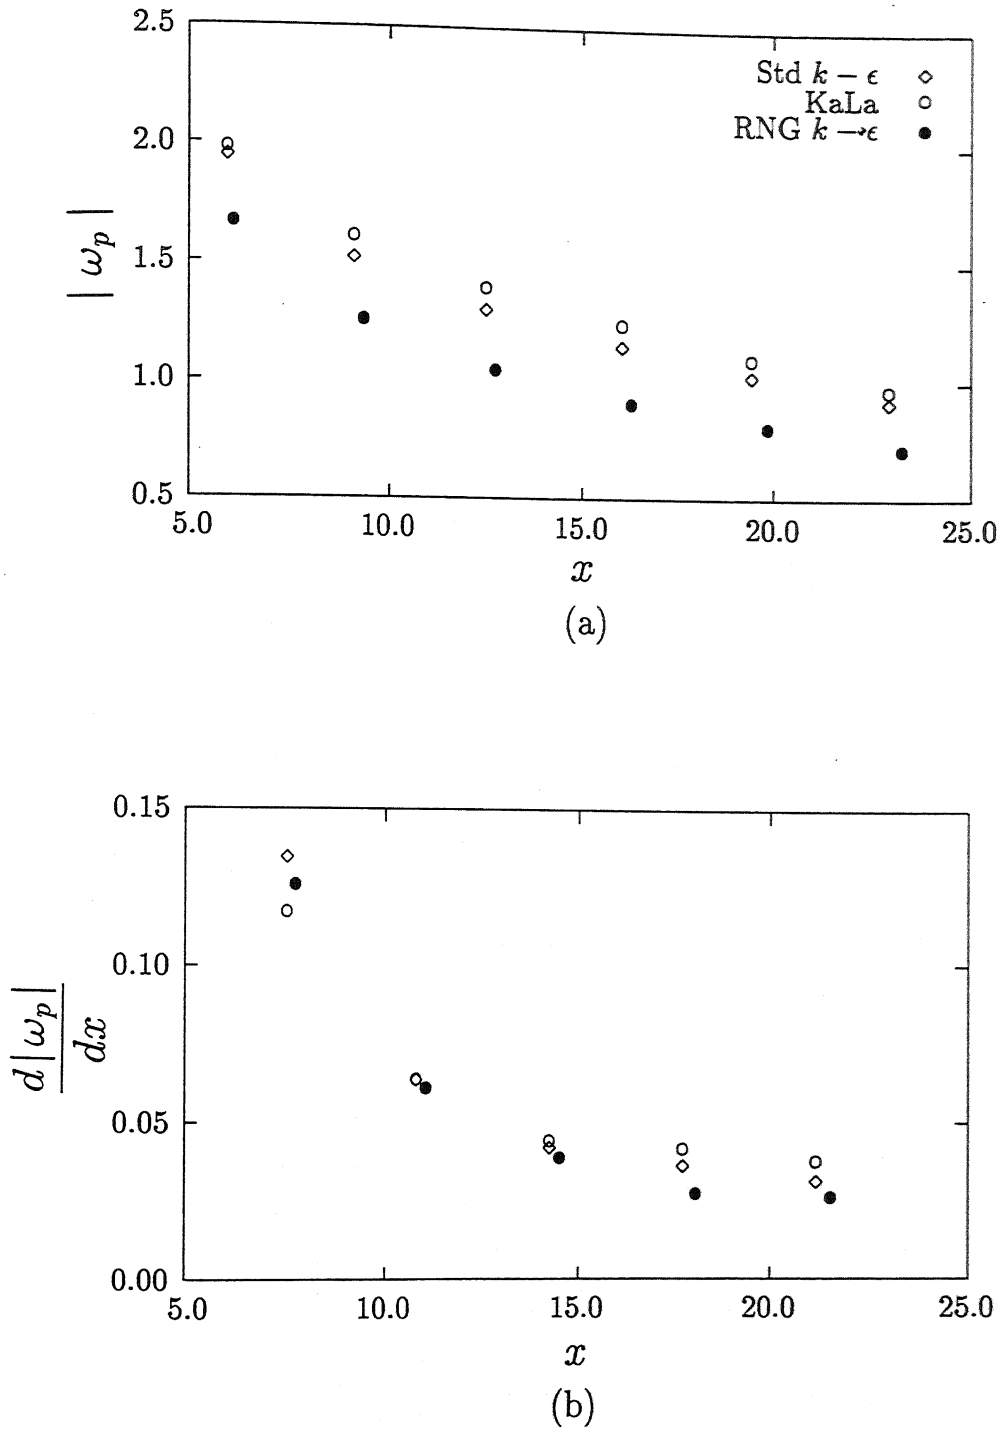 2.5
Std k − ϵ ◇
KaLa ○
RNG k → ϵ ●
2.0
1.5
1.0
0.5
| ω_p |
5.0 10.0 15.0 20.0 25.0
x
(a)
0.15
0.10
0.05
0.00
d | ω_p |
dx
5.0 10.0 15.0 20.0 25.0
x
(b)